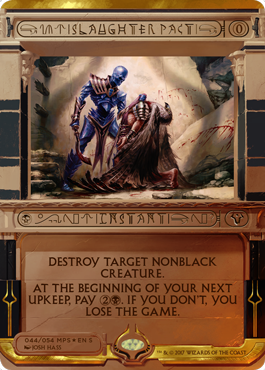 SLAUGHTER PACT 0
INSTANT
DESTROY TARGET NONBLACK
CREATURE.
AT THE BEGINNING OF YOUR NEXT
UPKEEP, PAY 2. IF YOU DON'T, YOU
LOSE THE GAME.
044/054 MPS EN S
JOSH HASS
™ & © 2017 WIZARDS OF THE COAST